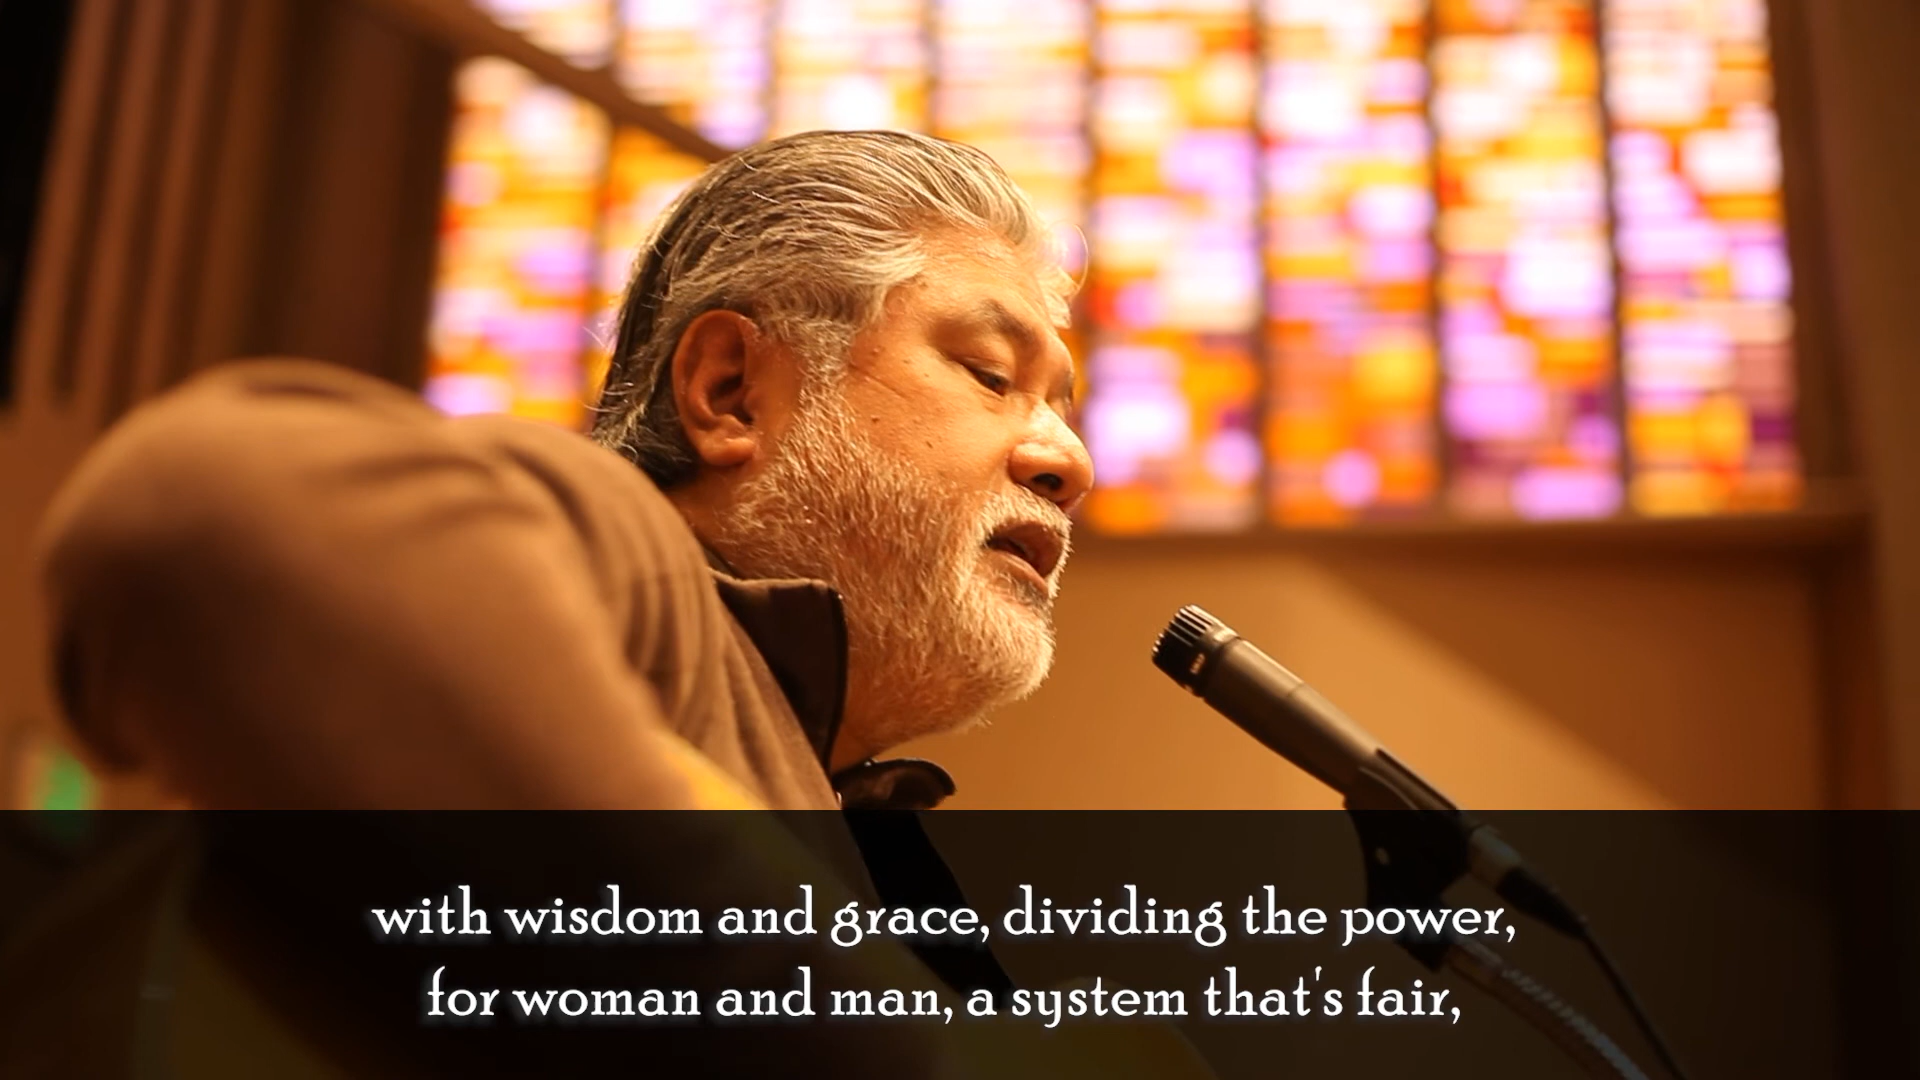 with wisdom and grace, dividing the power,
for woman and man, a system that's fair,